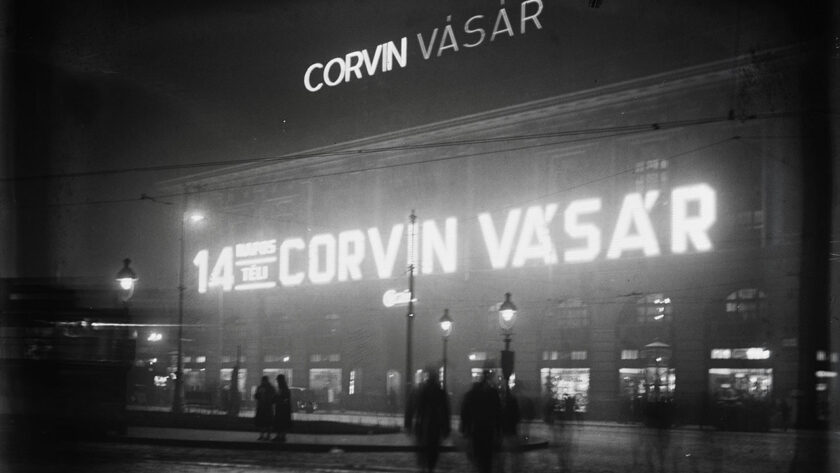 CORVIN VÁSÁR
14 NAPOS TÉLI CORVIN VÁSÁR